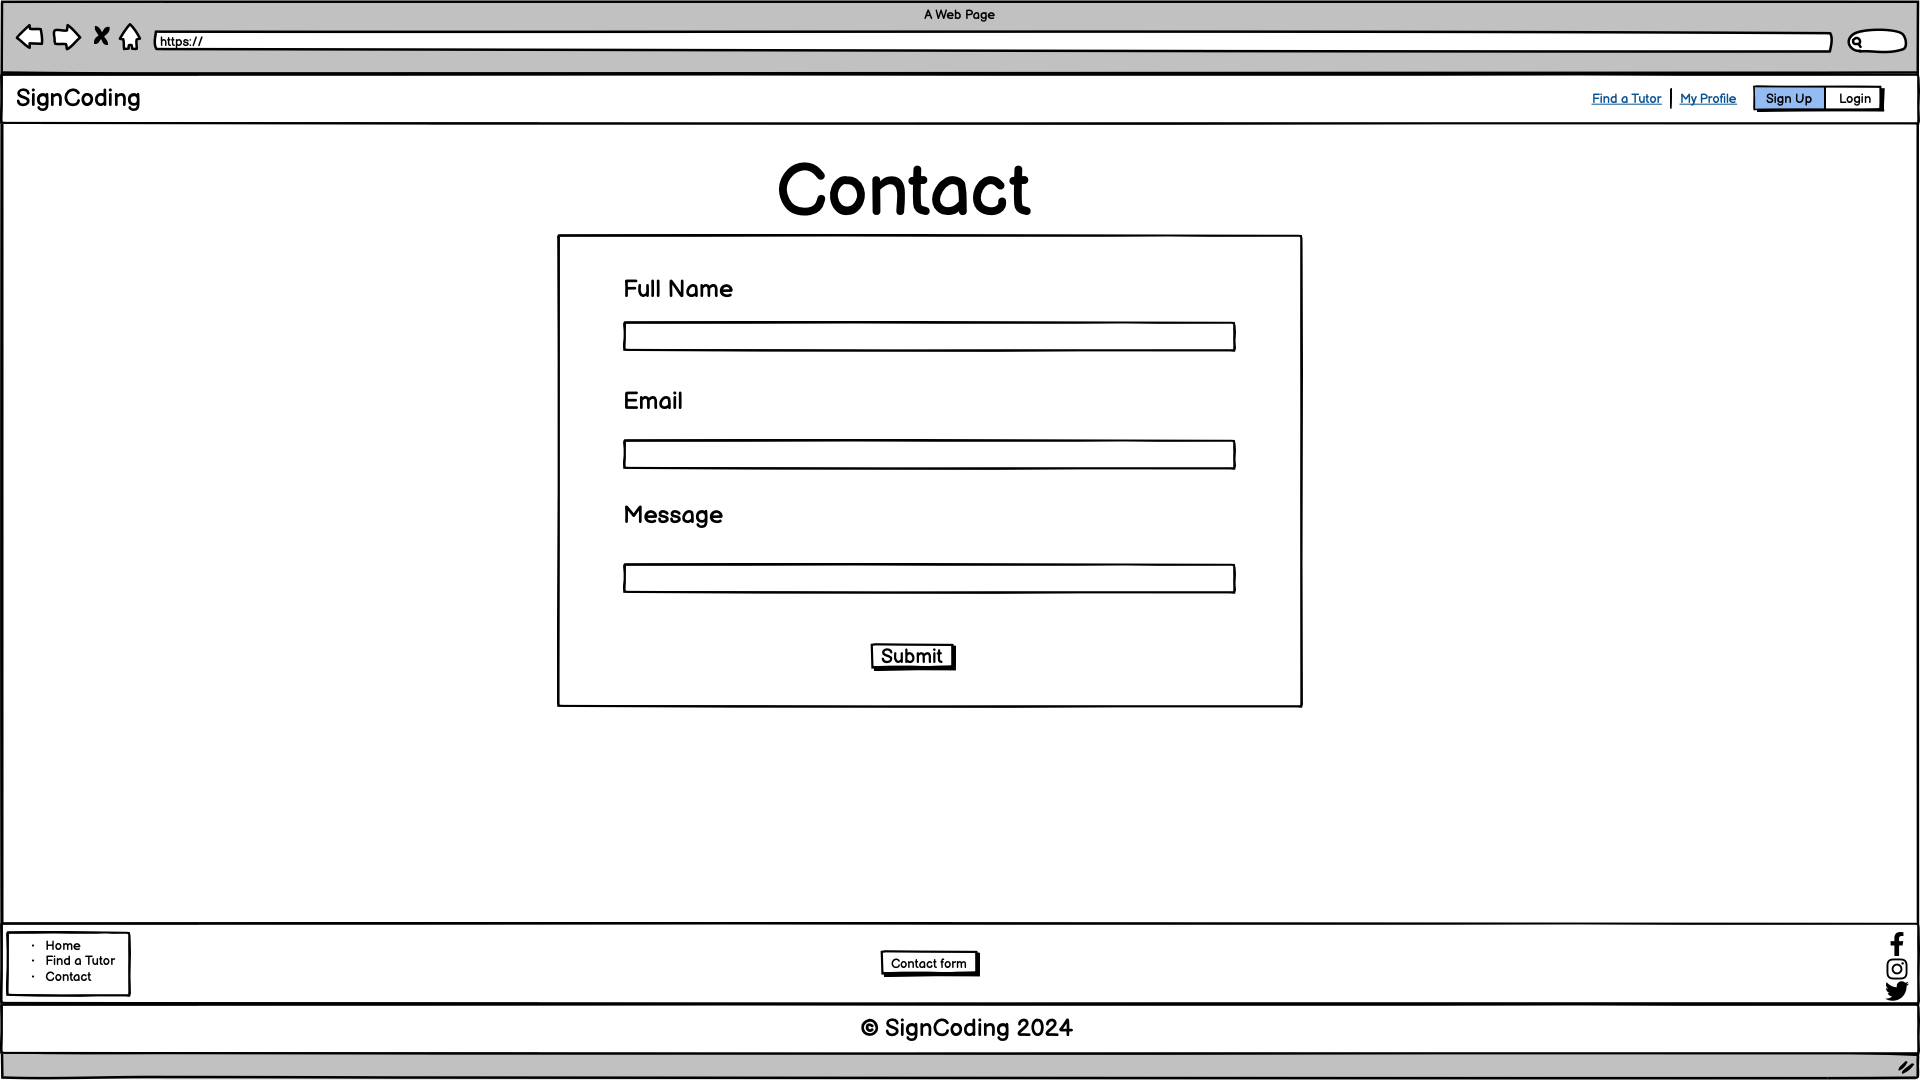 A Web Page
https://
SignCoding
Find a Tutor
My Profile
Sign Up
Login
Contact
Full Name
Email
Message
Submit
· Home
· Find a Tutor
· Contact
Contact form
© SignCoding 2024